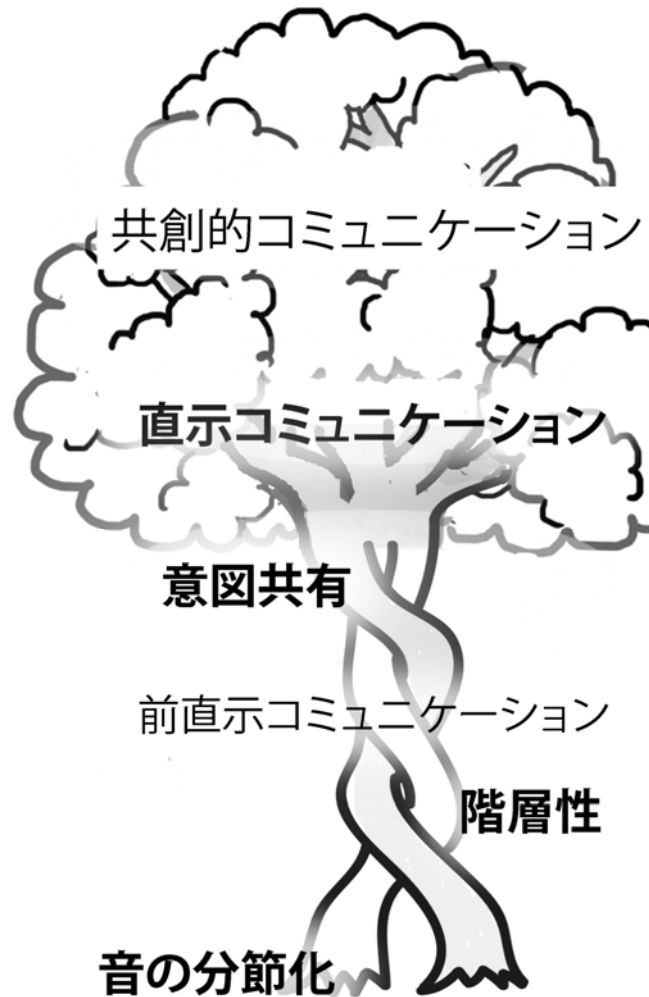 共創的コミュニケーション
直示コミュニケーション
意図共有
前直示コミュニケーション
階層性
音の分節化